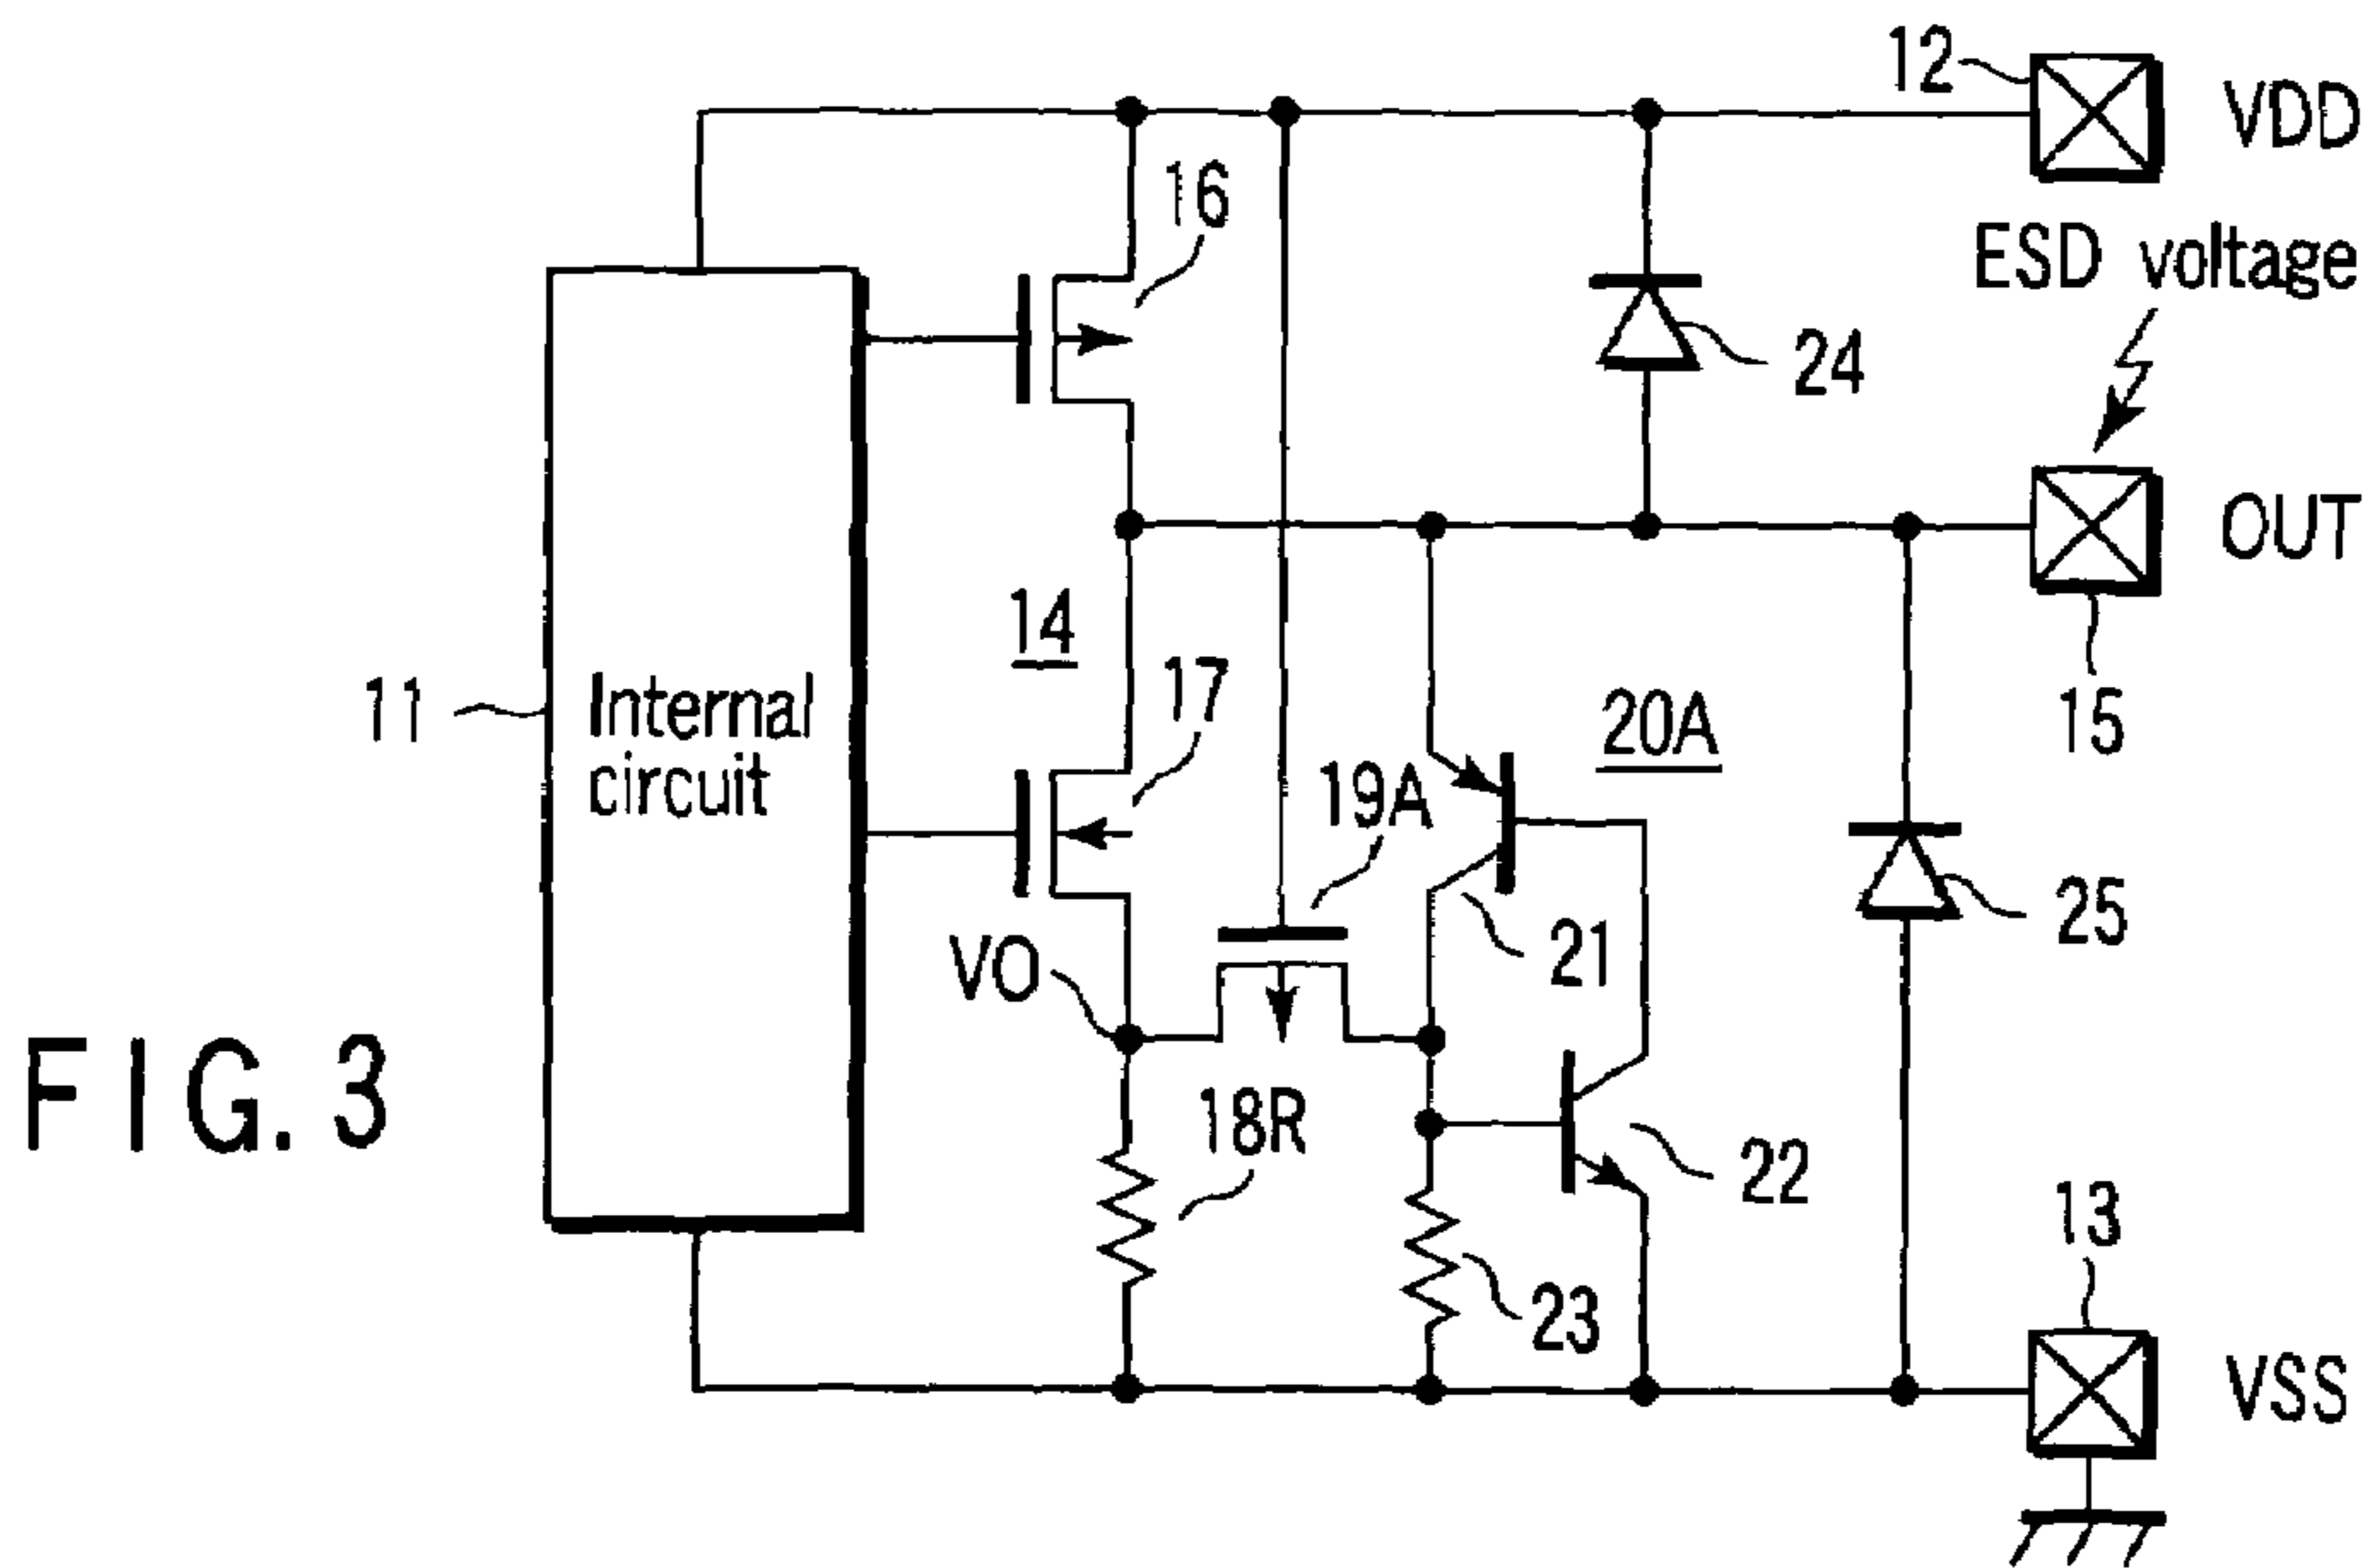 12
VDD
16
ESD voltage
24
OUT
14
17
15
11
Internal
circuit
20A
19A
21
25
VO
FIG. 3
18R
22
13
23
VSS